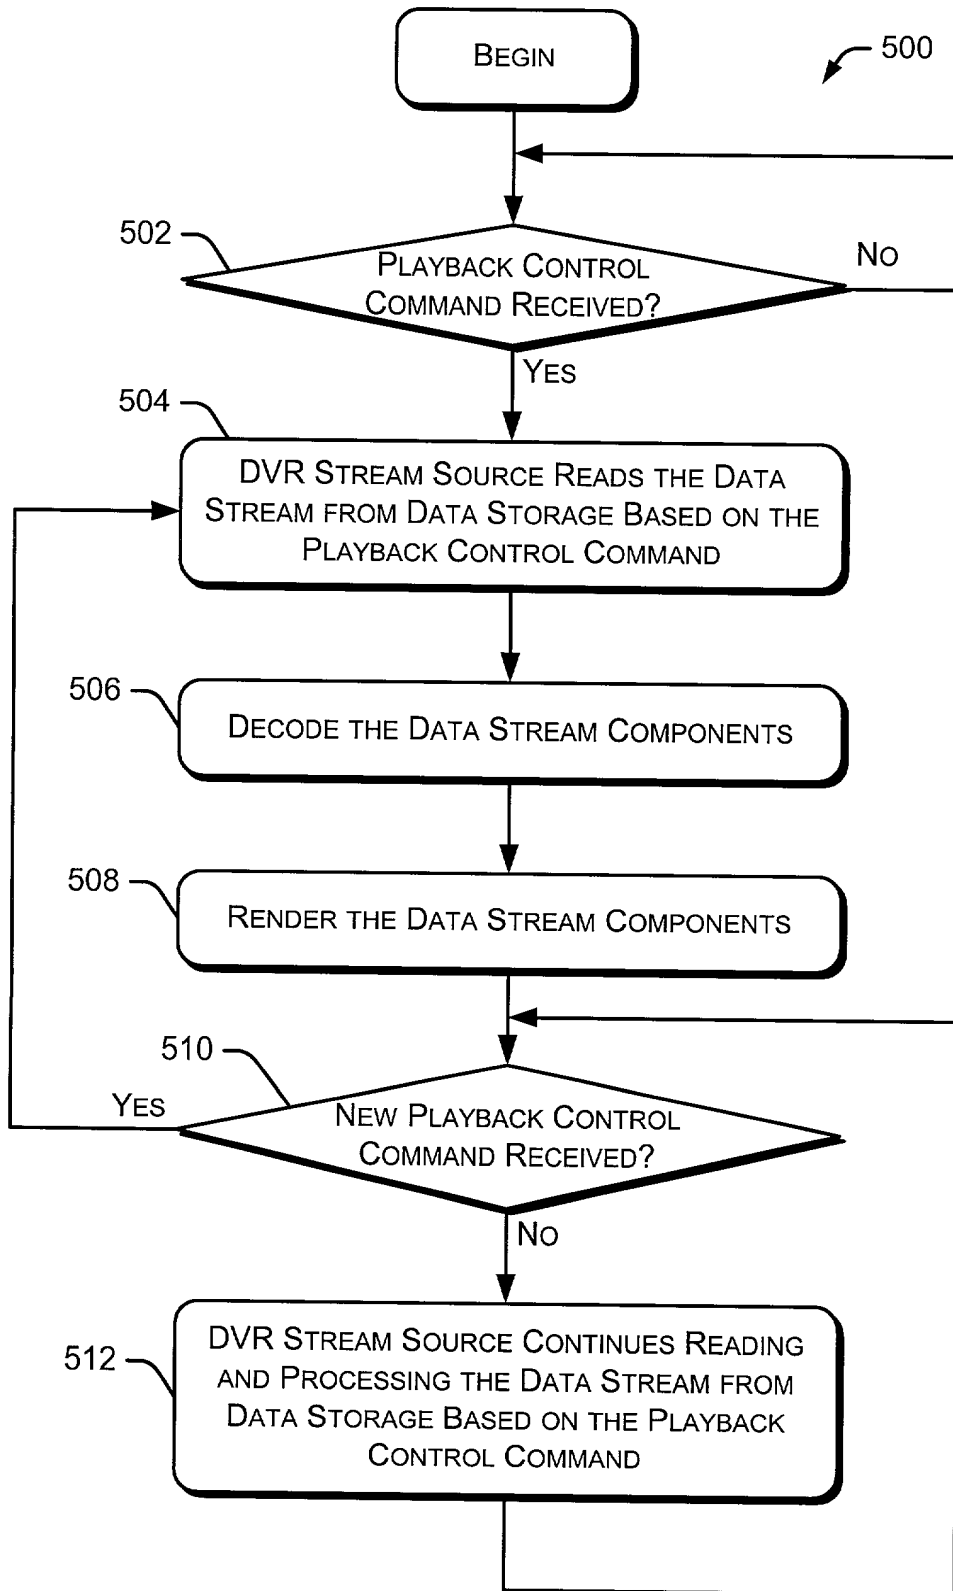 BEGIN
500
502
PLAYBACK CONTROL
COMMAND RECEIVED?
NO
YES
504
DVR STREAM SOURCE READS THE DATA
STREAM FROM DATA STORAGE BASED ON THE
PLAYBACK CONTROL COMMAND
506
DECODE THE DATA STREAM COMPONENTS
508
RENDER THE DATA STREAM COMPONENTS
510
YES
NEW PLAYBACK CONTROL
COMMAND RECEIVED?
NO
512
DVR STREAM SOURCE CONTINUES READING
AND PROCESSING THE DATA STREAM FROM
DATA STORAGE BASED ON THE PLAYBACK
CONTROL COMMAND